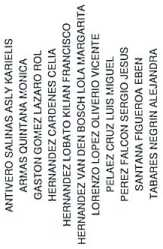 ANTIVERO SALINAS ASLY KARIELIS
ARMAS QUINTANA MONICA
GASTON GOMEZ LAZARO ROL
HERNANDEZ CARDENES CELIA
HERNANDEZ LOBATO KILIAN FRANCISCO
HERNANDEZ VAN DEN BOSCH LOLA MARGARITA
LORENZO LOPEZ OLIVERIO VICENTE
PELAEZ CRUZ LUIS MIGUEL
PEREZ FALCON SERGIO JESUS
SANTANA FIGUEROA EBEN
TABARES NEGRIN ALEJANDRA